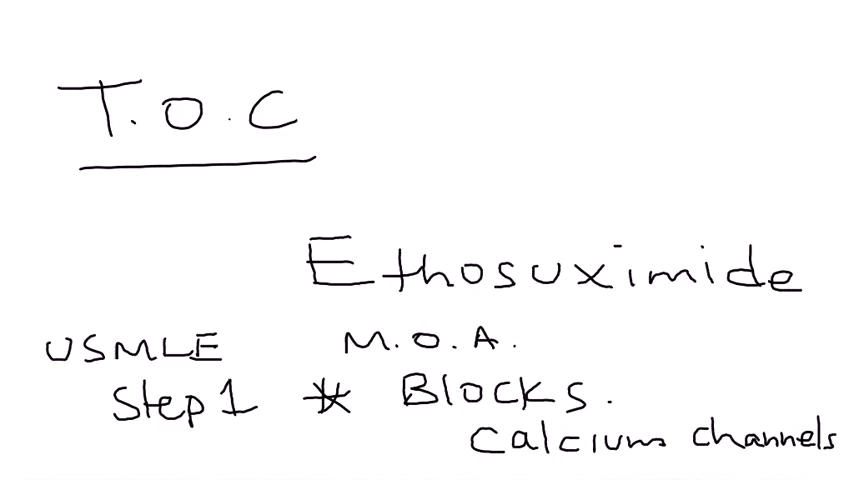 T.O.C
Ethosuximide
USMLE M.O.A.
Step 1 * Blocks.
Calcium channels